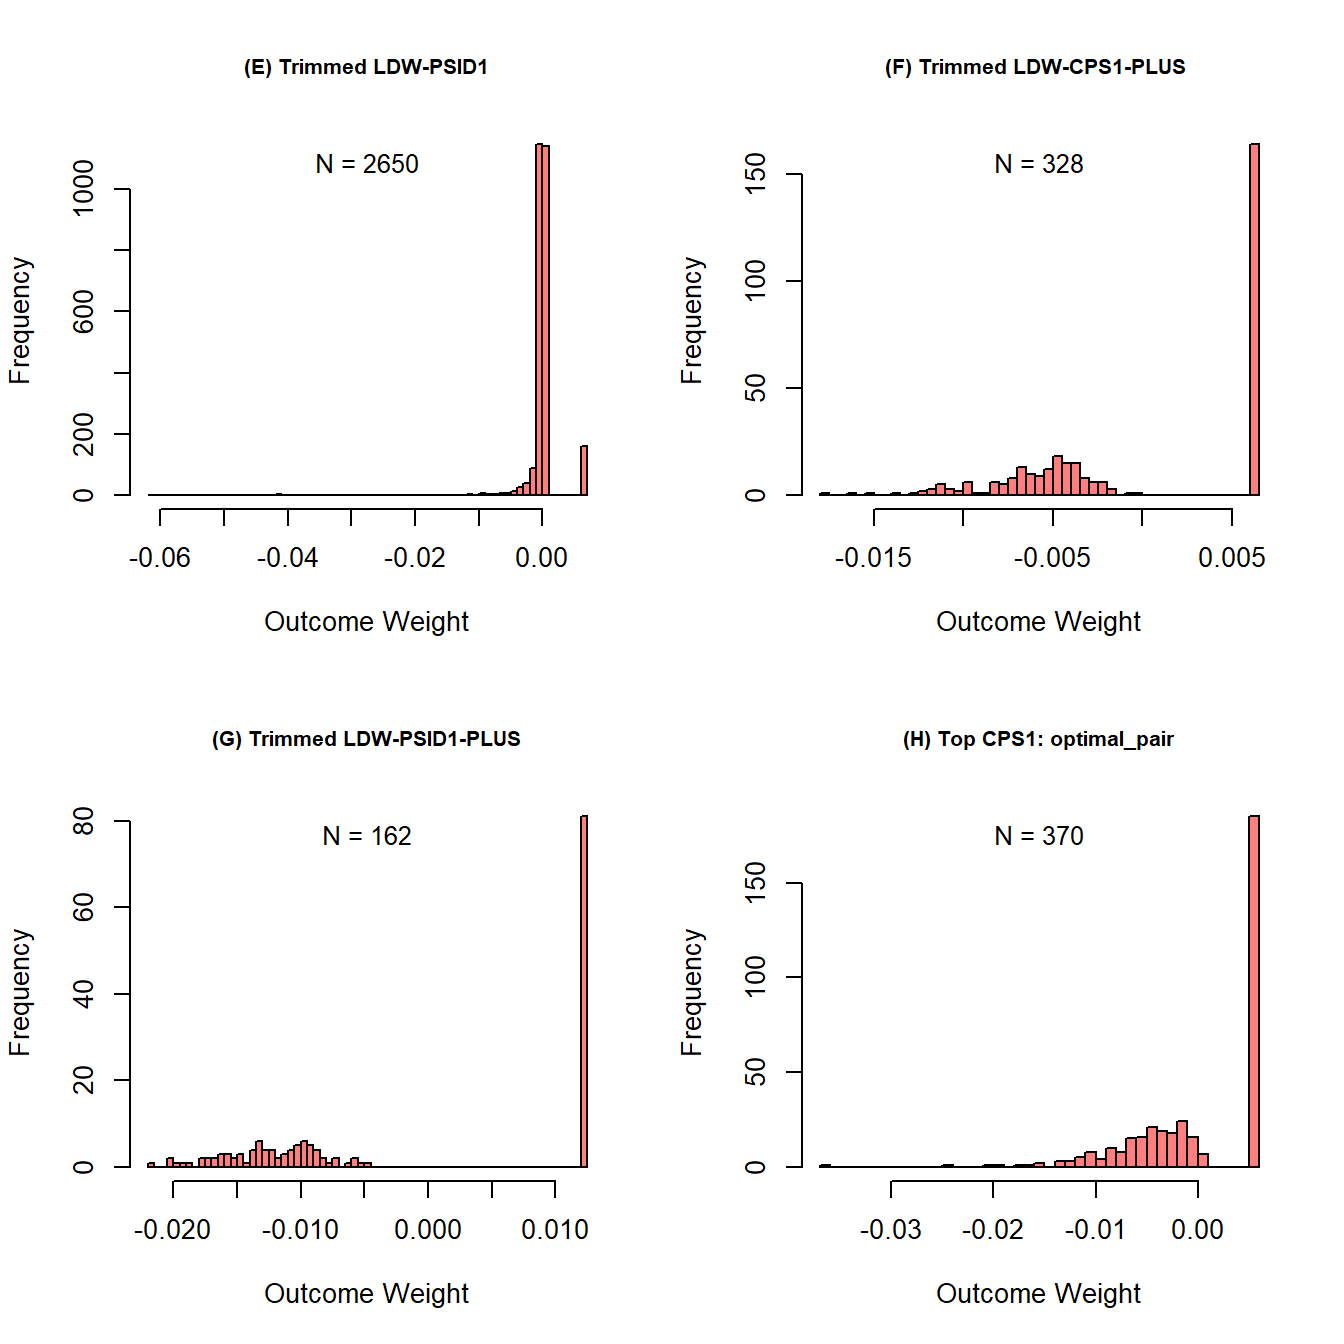 (E) Trimmed LDW-PSID1
N = 2650
Frequency
1000
600
200
0
-0.06 -0.04 -0.02 0.00
Outcome Weight
(F) Trimmed LDW-CPS1-PLUS
N = 328
Frequency
150
100
50
0
-0.015 -0.005 0.005
Outcome Weight
(G) Trimmed LDW-PSID1-PLUS
N = 162
Frequency
80
60
40
20
0
-0.020 -0.010 0.000 0.010
Outcome Weight
(H) Top CPS1: optimal_pair
N = 370
Frequency
150
100
50
0
-0.03 -0.02 -0.01 0.00
Outcome Weight